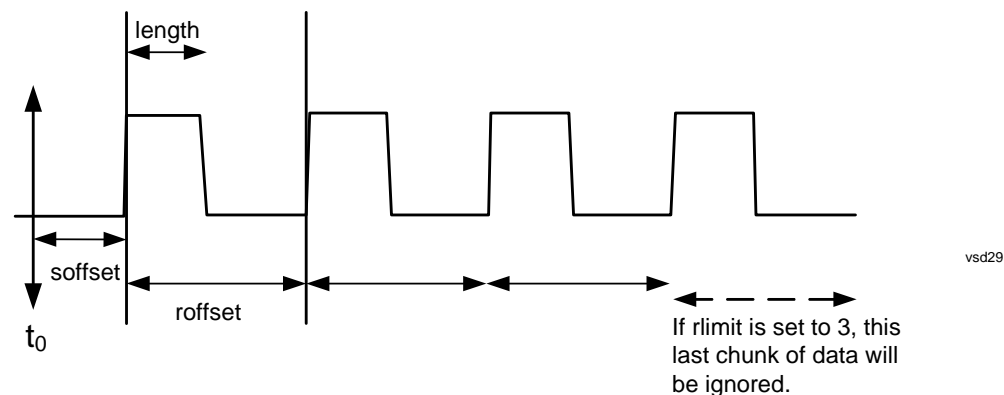 length
soffset
roffset
t₀
vsd29
If rlimit is set to 3, this
last chunk of data will
be ignored.